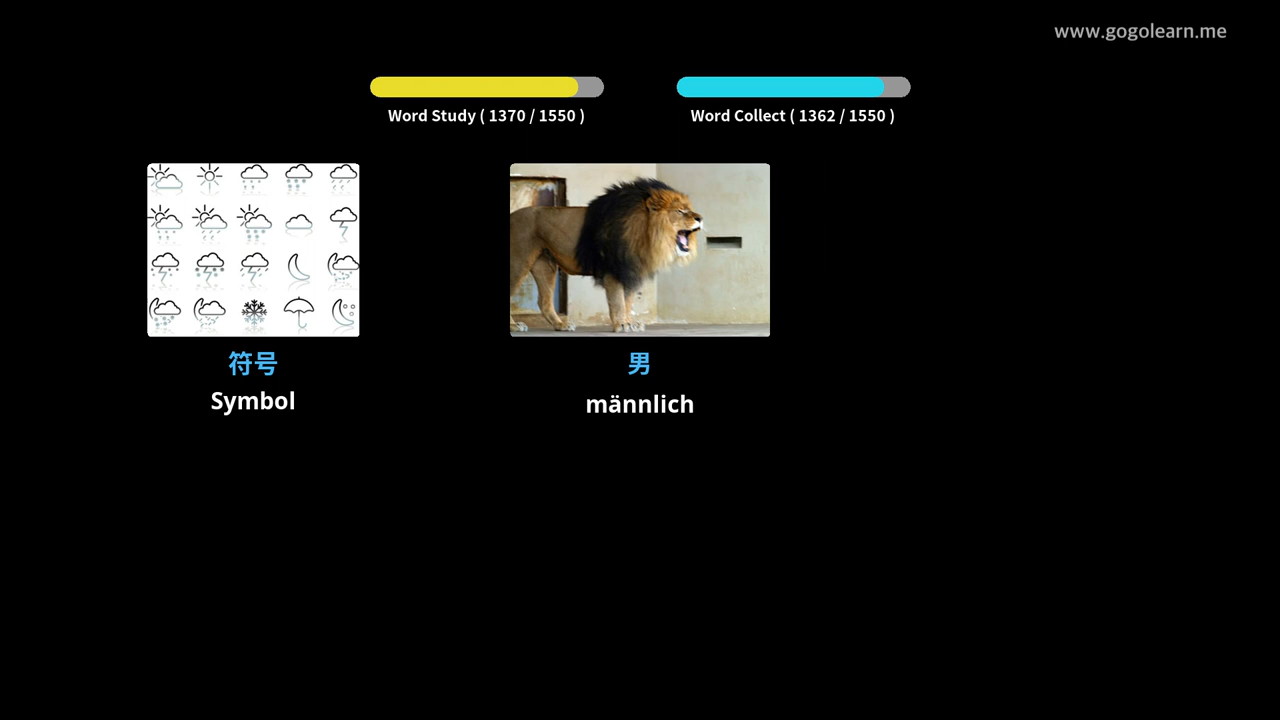 www.gogolearn.me
Word Study ( 1370 / 1550 )
Word Collect ( 1362 / 1550 )
符号
Symbol
男
männlich